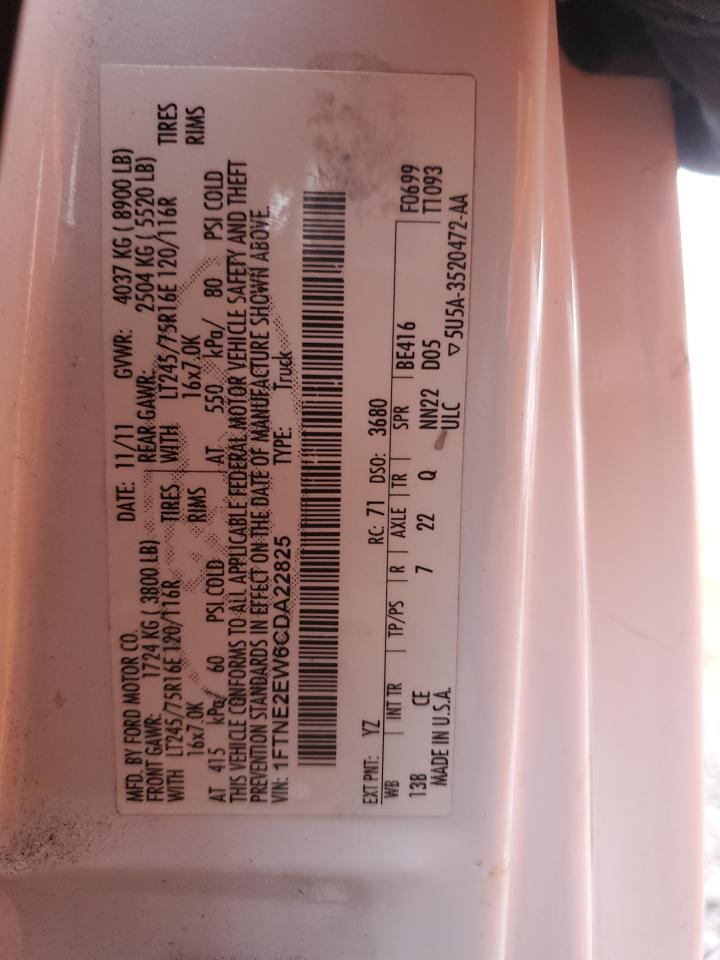 MFD. BY FORD MOTOR CO. DATE: 11/11 GVWR: 4037 KG ( 8900 LB)
FRONT GAWR: 1724 KG ( 3800 LB) REAR GAWR: 2504 KG ( 5520 LB)
WITH LT245/75R16E 120/116R TIRES WITH LT245/75R16E 120/116R TIRES
16x7.0K RIMS 16x7.0K RIMS
AT 415 kPa/ 60 PSI COLD AT 550 kPa/ 80 PSI COLD
THIS VEHICLE CONFORMS TO ALL APPLICABLE FEDERAL MOTOR VEHICLE SAFETY AND THEFT
PREVENTION STANDARDS IN EFFECT ON THE DATE OF MANUFACTURE SHOWN ABOVE.
VIN: 1FTNE2EW6CDA22825 TYPE: Truck
EXT PNT: YZ RC: 71 DSO: 3680
WB INT TR TP/PS R AXLE TR SPR BE416 F0699
138 CE 7 22 Q NN22 D05 T1093
MADE IN U.S.A. ULC ▽5U5A-3520472-AA